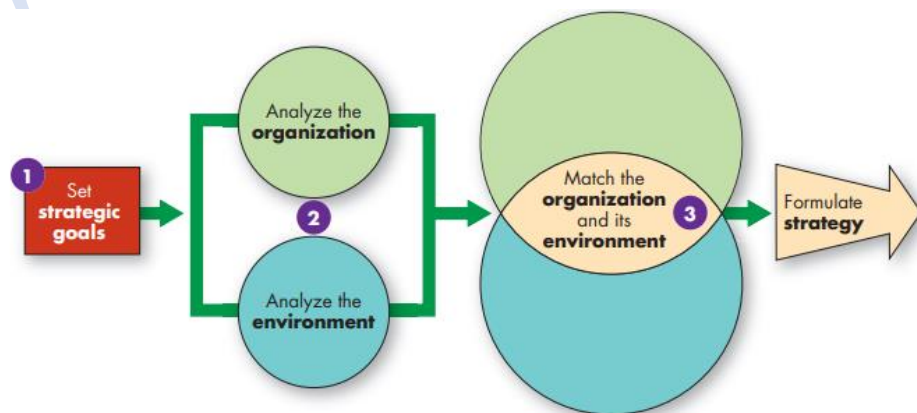 1
Set
strategic
goals
Analyze the
organization
2
Analyze the
environment
Match the
organization
and its
environment
3
Formulate
strategy